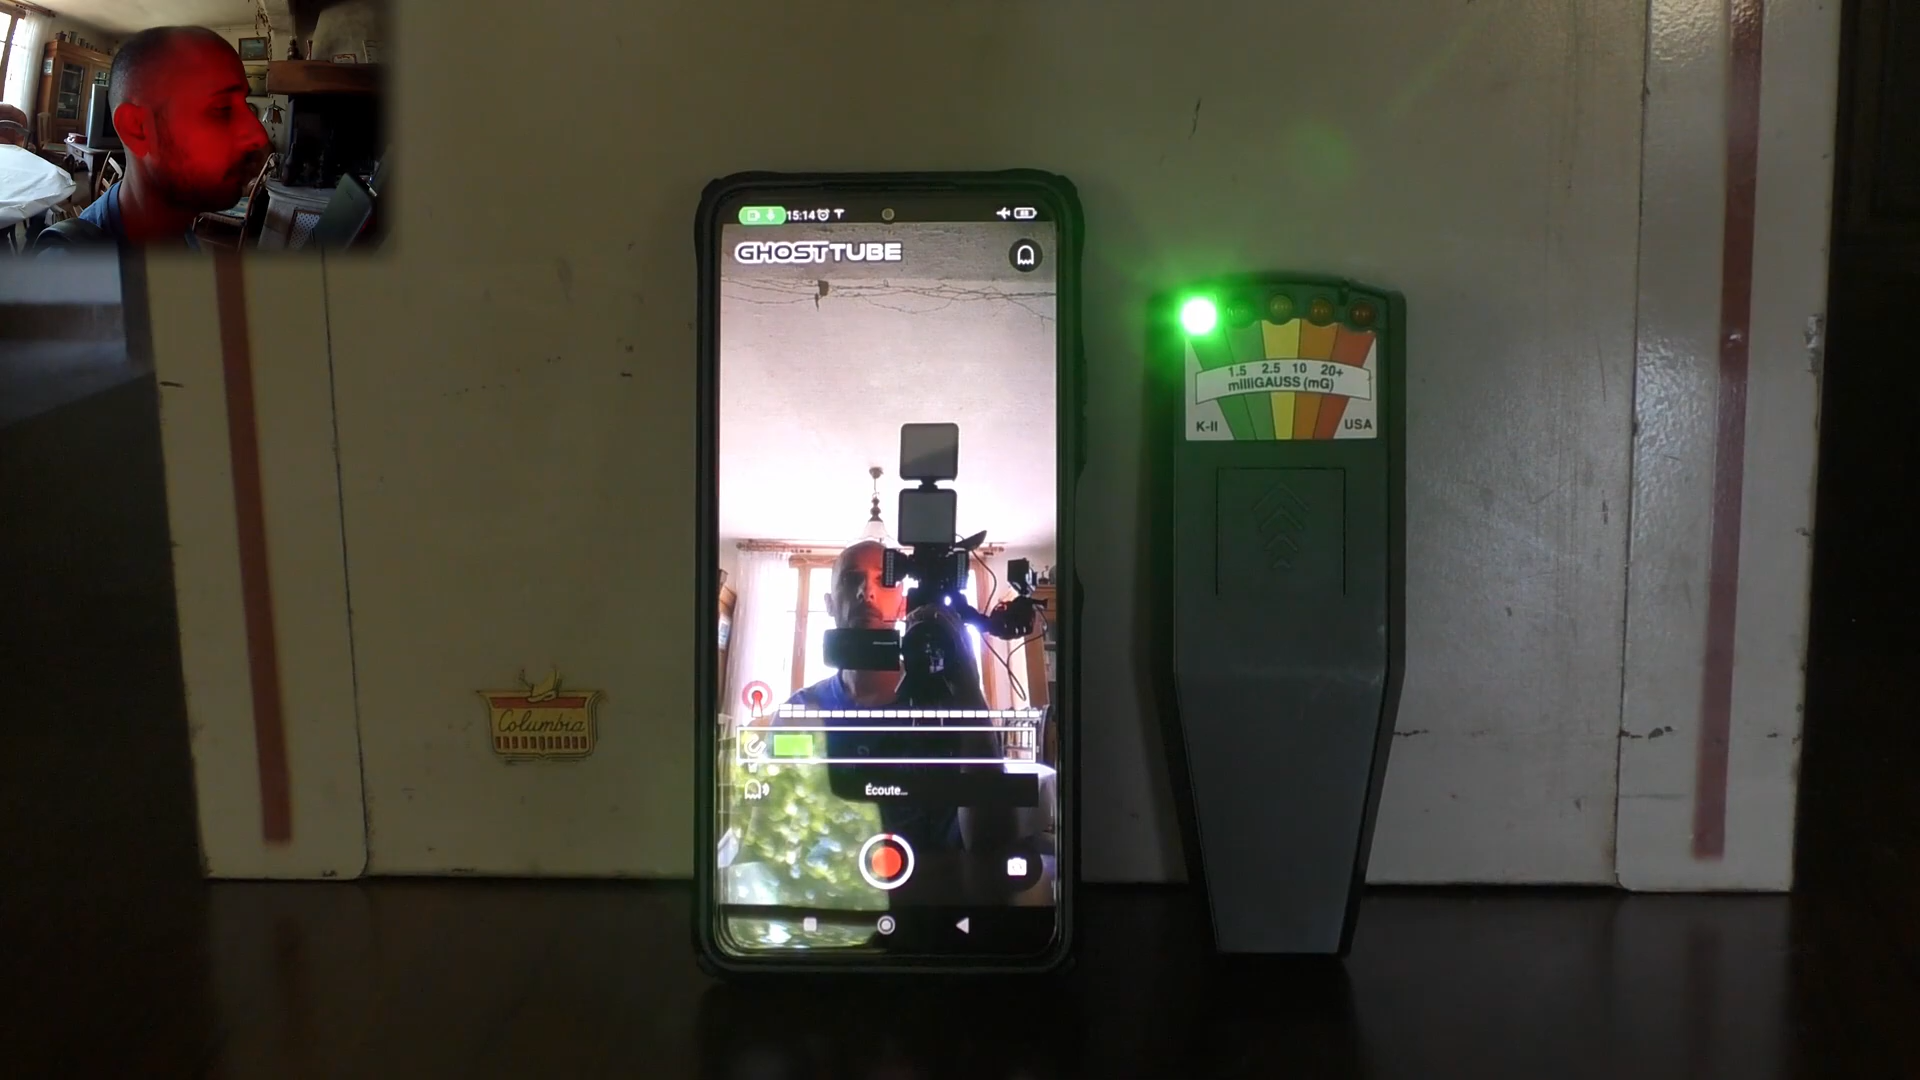 15:14
GHOSTTUBE
1.5 2.5 10 20+
milliGAUSS (mG)
K-II USA
Columbia
Écoute...